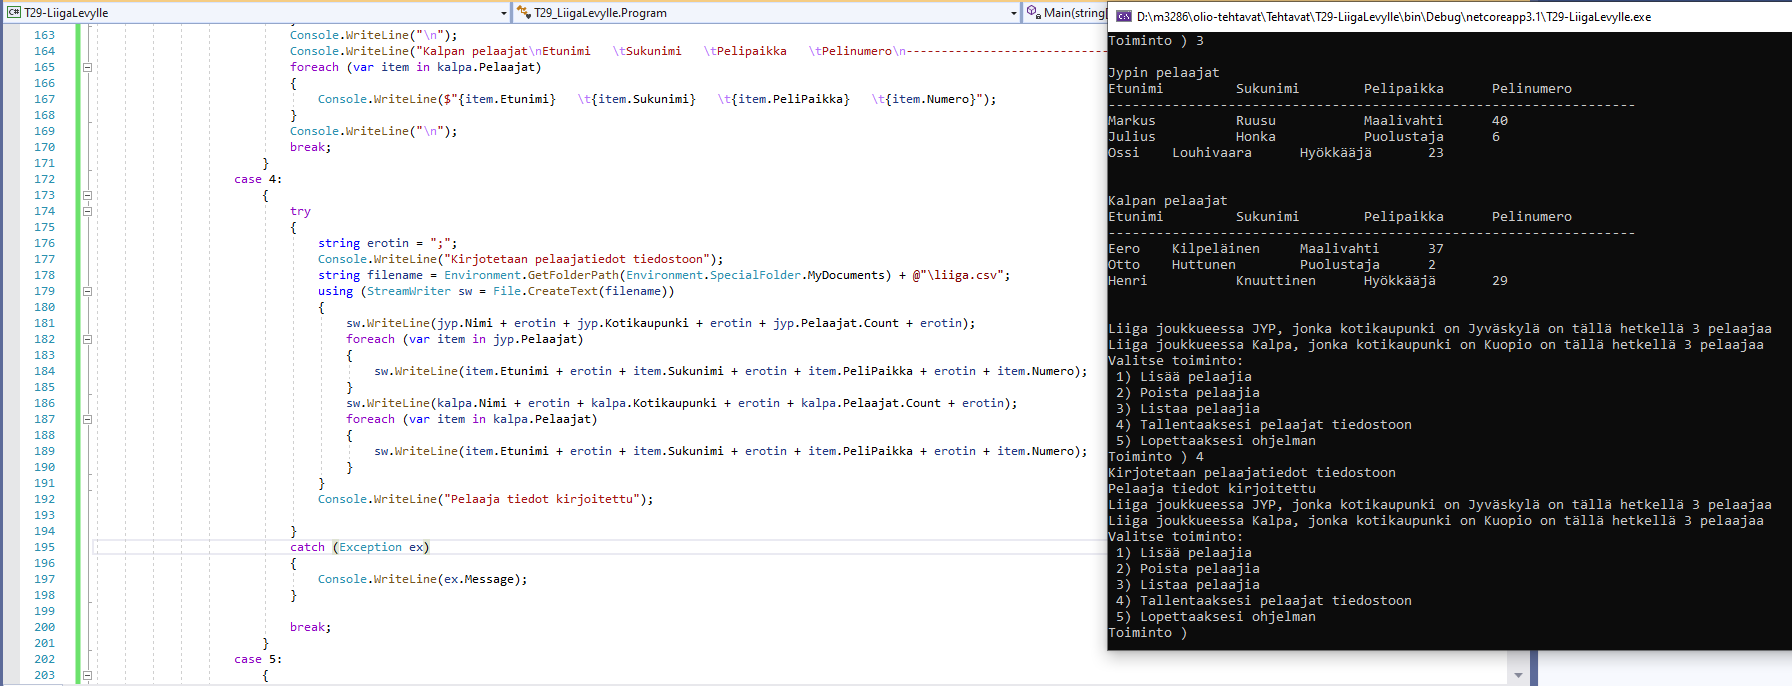 T29-LiigaLevylle T29_LiigaLevylle.Program Main(string
163 Console.WriteLine("\n");
164 Console.WriteLine("Kalpan pelaajat\nEtunimi \tSukunimi \tPelipaikka \tPelinumero\n-----------------------------
165 foreach (var item in kalpa.Pelaajat)
166 {
167 Console.WriteLine($"{item.Etunimi} \t{item.Sukunimi} \t{item.PeliPaikka} \t{item.Numero}");
168 }
169 Console.WriteLine("\n");
170 break;
171 }
172 case 4:
173 {
174 try
175 {
176 string erotin = ";";
177 Console.WriteLine("Kirjotetaan pelaajatiedot tiedostoon");
178 string filename = Environment.GetFolderPath(Environment.SpecialFolder.MyDocuments) + @"\liiga.csv";
179 using (StreamWriter sw = File.CreateText(filename))
180 {
181 sw.WriteLine(jyp.Nimi + erotin + jyp.Kotikaupunki + erotin + jyp.Pelaajat.Count + erotin);
182 foreach (var item in jyp.Pelaajat)
183 {
184 sw.WriteLine(item.Etunimi + erotin + item.Sukunimi + erotin + item.PeliPaikka + erotin + item.Numero);
185 }
186 sw.WriteLine(kalpa.Nimi + erotin + kalpa.Kotikaupunki + erotin + kalpa.Pelaajat.Count + erotin);
187 foreach (var item in kalpa.Pelaajat)
188 {
189 sw.WriteLine(item.Etunimi + erotin + item.Sukunimi + erotin + item.PeliPaikka + erotin + item.Numero);
190 }
191 }
192 Console.WriteLine("Pelaaja tiedot kirjoitettu");
193
194 }
195 catch (Exception ex)
196 {
197 Console.WriteLine(ex.Message);
198 }
199
200 break;
201 }
202 case 5:
203 {
D:\m3286\olio-tehtavat\Tehtavat\T29-LiigaLevylle\bin\Debug\netcoreapp3.1\T29-LiigaLevylle.exe
Toiminto ) 3
Jypin pelaajat
Etunimi Sukunimi Pelipaikka Pelinumero
------------------------------------------------------------------
Markus Ruusu Maalivahti 40
Julius Honka Puolustaja 6
Ossi Louhivaara Hyökkääjä 23
Kalpan pelaajat
Etunimi Sukunimi Pelipaikka Pelinumero
------------------------------------------------------------------
Eero Kilpeläinen Maalivahti 37
Otto Huttunen Puolustaja 2
Henri Knuuttinen Hyökkääjä 29
Liiga joukkueessa JYP, jonka kotikaupunki on Jyväskylä on tällä hetkellä 3 pelaajaa
Liiga joukkueessa Kalpa, jonka kotikaupunki on Kuopio on tällä hetkellä 3 pelaajaa
Valitse toiminto:
1) Lisää pelaajia
2) Poista pelaajia
3) Listaa pelaajia
4) Tallentaaksesi pelaajat tiedostoon
5) Lopettaaksesi ohjelman
Toiminto ) 4
Kirjotetaan pelaajatiedot tiedostoon
Pelaaja tiedot kirjoitettu
Liiga joukkueessa JYP, jonka kotikaupunki on Jyväskylä on tällä hetkellä 3 pelaajaa
Liiga joukkueessa Kalpa, jonka kotikaupunki on Kuopio on tällä hetkellä 3 pelaajaa
Valitse toiminto:
1) Lisää pelaajia
2) Poista pelaajia
3) Listaa pelaajia
4) Tallentaaksesi pelaajat tiedostoon
5) Lopettaaksesi ohjelman
Toiminto )